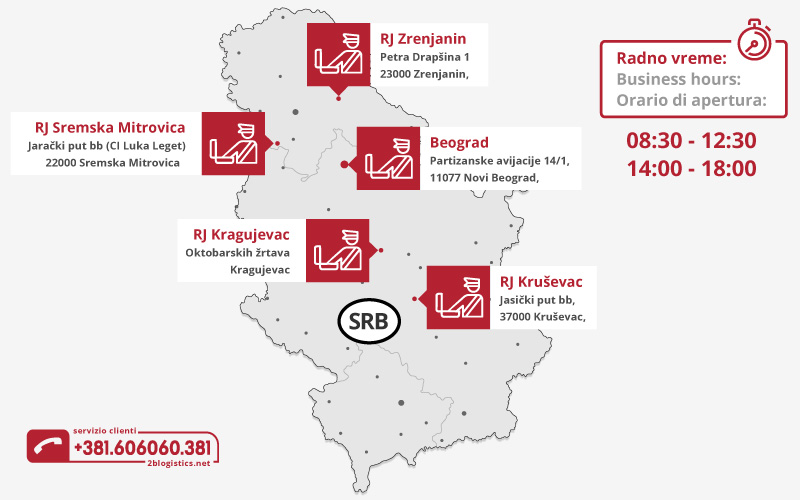 RJ Zrenjanin
Petra Drapšina 1
23000 Zrenjanin,
Radno vreme:
Business hours:
Orario di apertura:
08:30 - 12:30
14:00 - 18:00
RJ Sremska Mitrovica
Jarački put bb (CI Luka Leget)
22000 Sremska Mitrovica
Beograd
Partizanske avijacije 14/1,
11077 Novi Beograd,
RJ Kragujevac
Oktobarskih žrtava
Kragujevac
RJ Kruševac
Jasički put bb,
37000 Kruševac,
SRB
servizio clienti
+381.606060.381
2blogistics.net